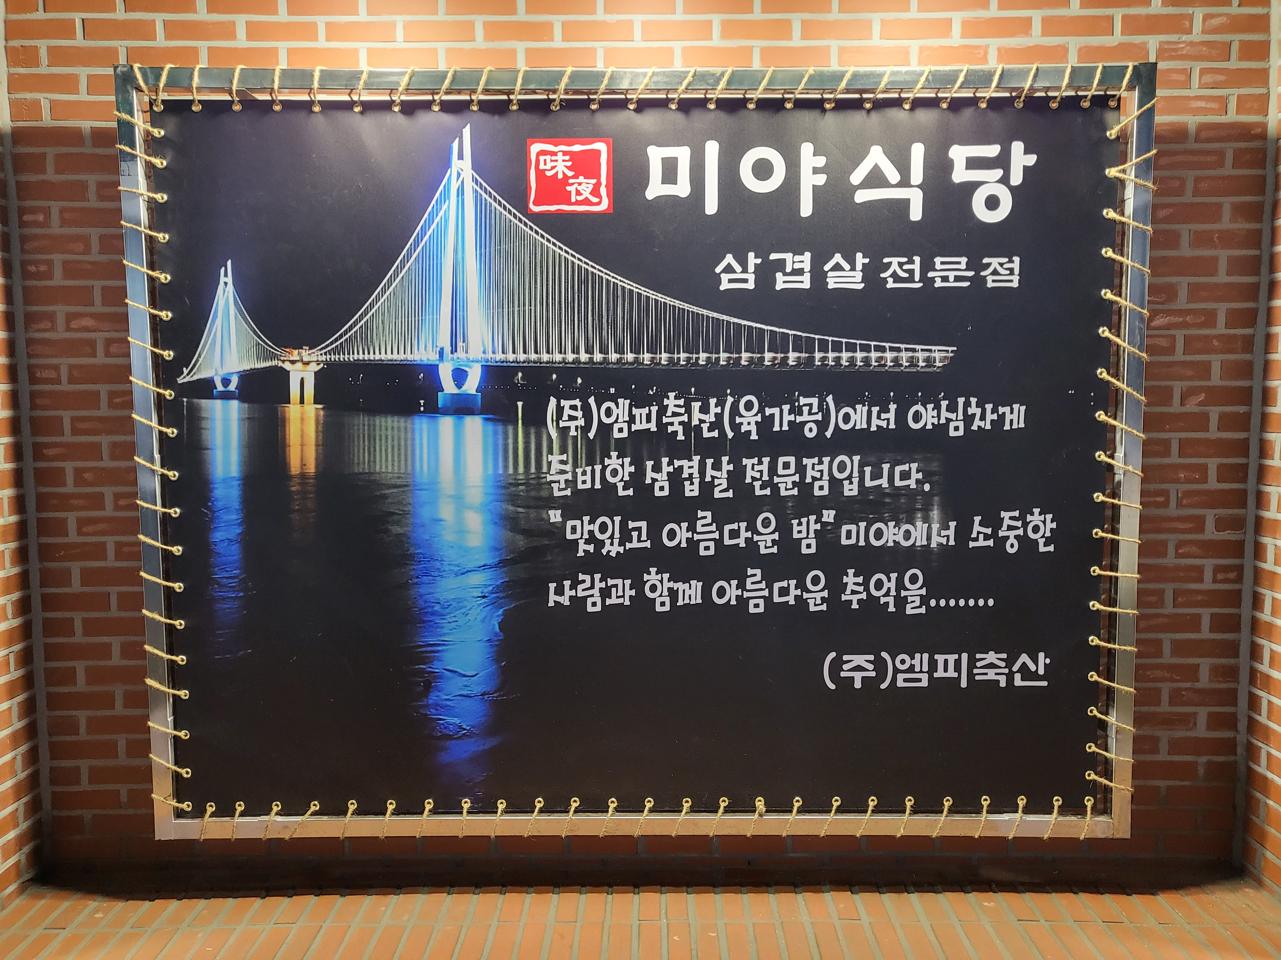 味夜
미야식당
삼겹살전문점
(주)엠피축산(육가공)에서 야심차게
준비한 삼겹살 전문점입니다.
"맛있고 아름다운 밤" 미야에서 소중한
사람과 함께 아름다운 추억을.......
(주)엠피축산